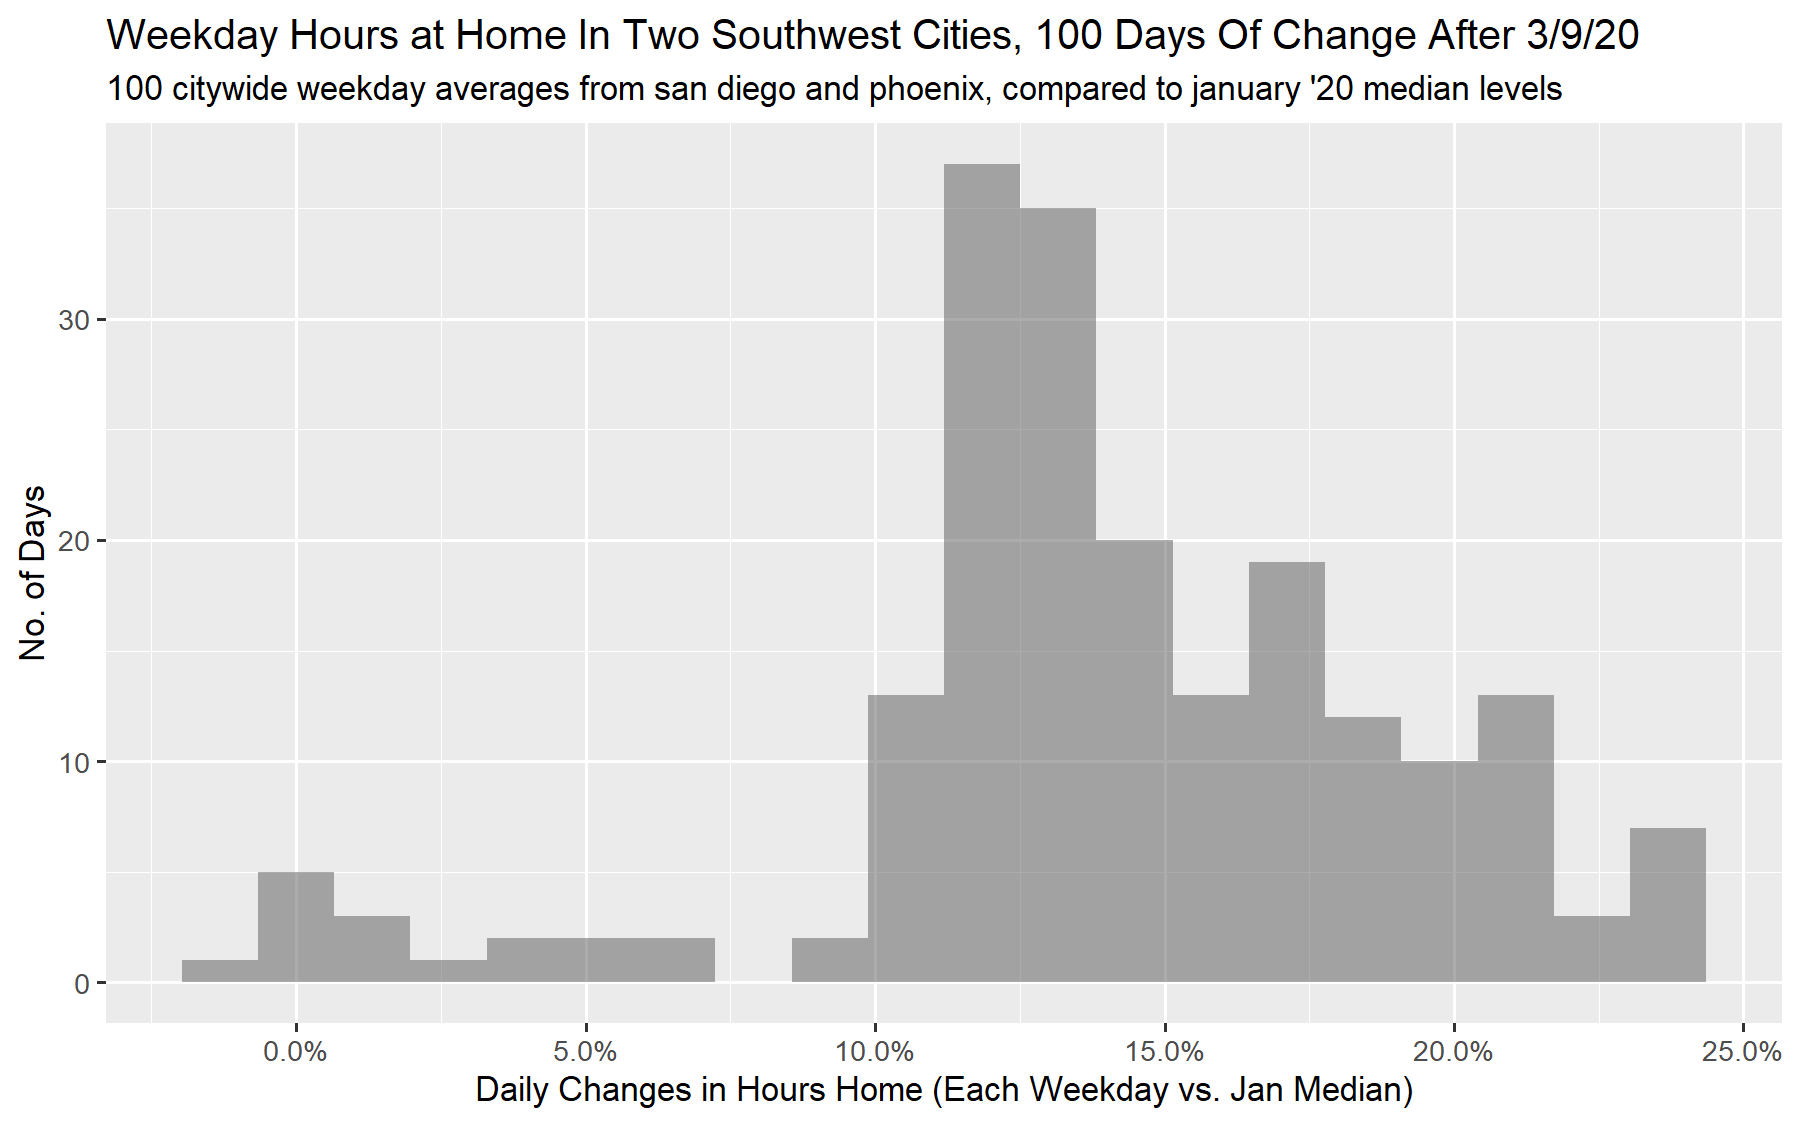 Weekday Hours at Home In Two Southwest Cities, 100 Days Of Change After 3/9/20
100 citywide weekday averages from san diego and phoenix, compared to january '20 median levels
No. of Days
30
20
10
0
0.0%
5.0%
10.0%
15.0%
20.0%
25.0%
Daily Changes in Hours Home (Each Weekday vs. Jan Median)